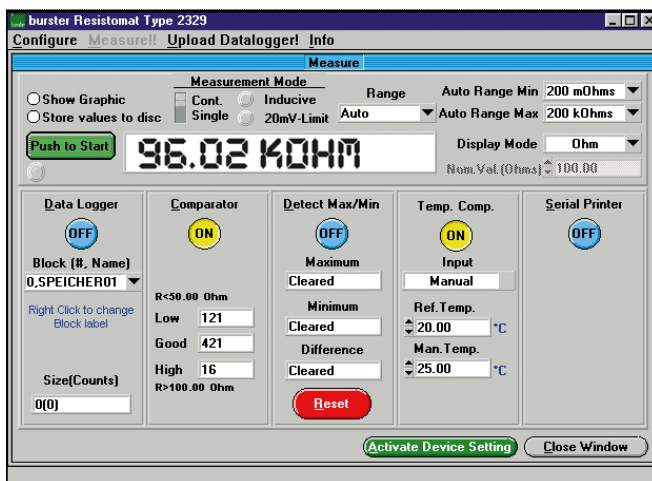 burster Resistomat Type 2329
Configure Measure!! Upload Datalogger! Info
Measure
Show Graphic
Store values to disc
Measurement Mode
Cont.
Single
Inducive
20mV-Limit
Range
Auto
Auto Range Min 200 mOhms
Auto Range Max 200 kOhms
Push to Start
96.02 KOHM
Display Mode Ohm
Nom.Val.(Ohms) 100.00
Data Logger
OFF
Block (#, Name)
0,SPEICHER01
Right Click to change
Block label
Size(Counts)
0(0)
Comparator
ON
R<50.00 Ohm
Low 121
Good 421
High 16
R>100.00 Ohm
Detect Max/Min
OFF
Maximum
Cleared
Minimum
Cleared
Difference
Cleared
Reset
Temp. Comp.
ON
Input
Manual
Ref.Temp.
20.00 °C
Man.Temp.
25.00 °C
Serial Printer
OFF
Activate Device Setting
Close Window